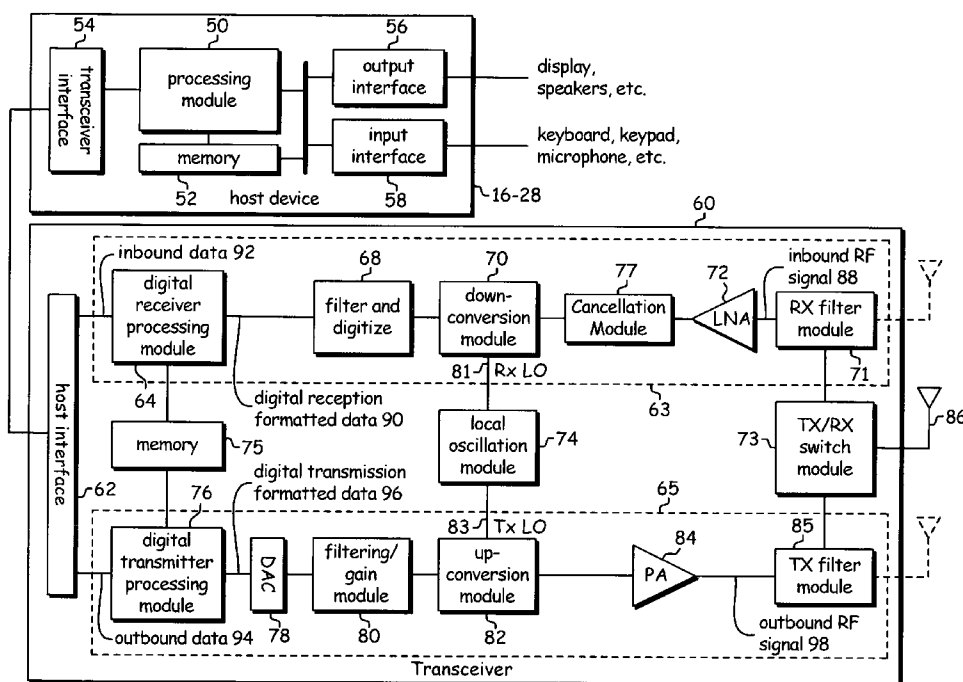 54
50
56
transceiver
interface
processing
module
output
interface
display,
speakers, etc.
memory
input
interface
keyboard, keypad,
microphone, etc.
52
host device
58
16-28
60
inbound data 92
68
70
77
72
inbound RF
signal 88
digital
receiver
processing
module
filter and
digitize
down-
conversion
module
Cancellation
Module
LNA
RX filter
module
81
Rx LO
71
64
63
digital reception
formatted data 90
host interface
memory
75
local
oscillation
module
74
73
TX/RX
switch
module
86
62
76
digital transmission
formatted data 96
65
83
Tx LO
84
85
digital
transmitter
processing
module
DAC
filtering/
gain module
up-
conversion
module
PA
TX filter
module
outbound data 94
78
80
82
outbound RF
signal 98
Transceiver